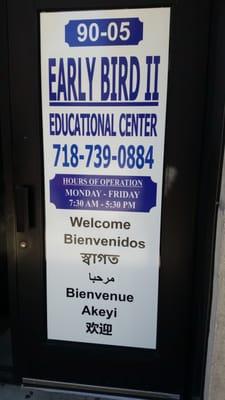 90-05
EARLY BIRD II
EDUCATIONAL CENTER
718-739-0884
HOURS OF OPERATION
MONDAY - FRIDAY
7:30 AM - 5:30 PM
Welcome
Bienvenidos
স্বাগত
مرحبا
Bienvenue
Akeyi
欢迎